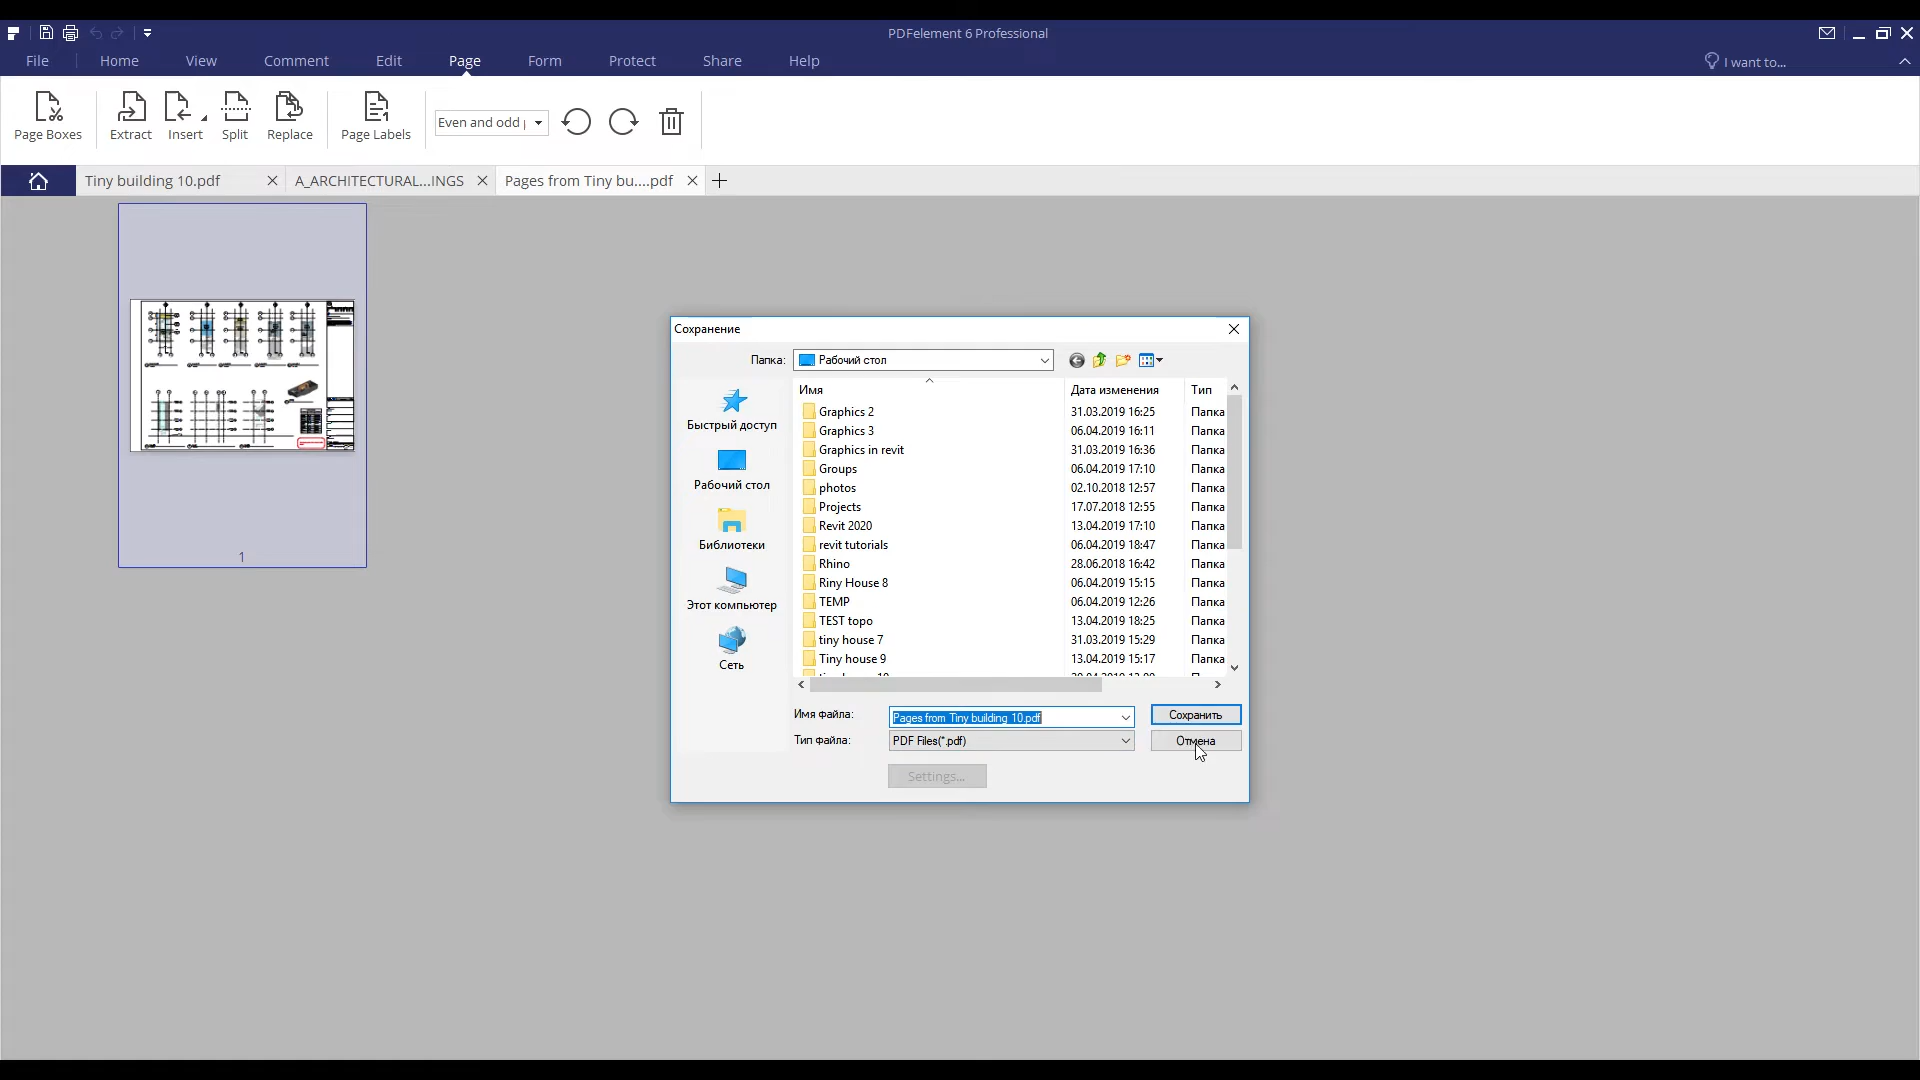 PDFelement 6 Professional
File
Home
View
Comment
Edit
Page
Form
Protect
Share
Help
I want to...
Page Boxes
Extract
Insert
Split
Replace
Page Labels
Even and odd
Tiny building 10.pdf
A_ARCHITECTURAL...INGS
Pages from Tiny bu....pdf
1
Сохранение
Папка:
Рабочий стол
Быстрый доступ
Рабочий стол
Библиотеки
Этот компьютер
Сеть
Имя Дата изменения Тип
Graphics 2 31.03.2019 16:25 Папка
Graphics 3 06.04.2019 16:11 Папка
Graphics in revit 31.03.2019 16:36 Папка
Groups 06.04.2019 17:10 Папка
photos 02.10.2018 12:57 Папка
Projects 17.07.2018 12:55 Папка
Revit 2020 13.04.2019 17:10 Папка
revit tutorials 06.04.2019 18:47 Папка
Rhino 28.06.2018 16:42 Папка
Riny House 8 06.04.2019 15:15 Папка
TEMP 06.04.2019 12:26 Папка
TEST topo 13.04.2019 18:25 Папка
tiny house 7 31.03.2019 15:29 Папка
Tiny house 9 13.04.2019 15:17 Папка
Имя файла:
Pages from Tiny building 10.pdf
Сохранить
Тип файла:
PDF Files(*.pdf)
Отмена
Settings...